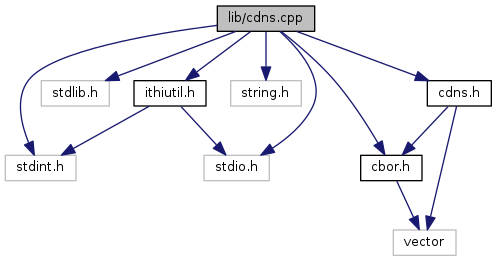 lib/cdns.cpp
stdlib.h
ithiutil.h
string.h
cdns.h
stdint.h
stdio.h
cbor.h
vector